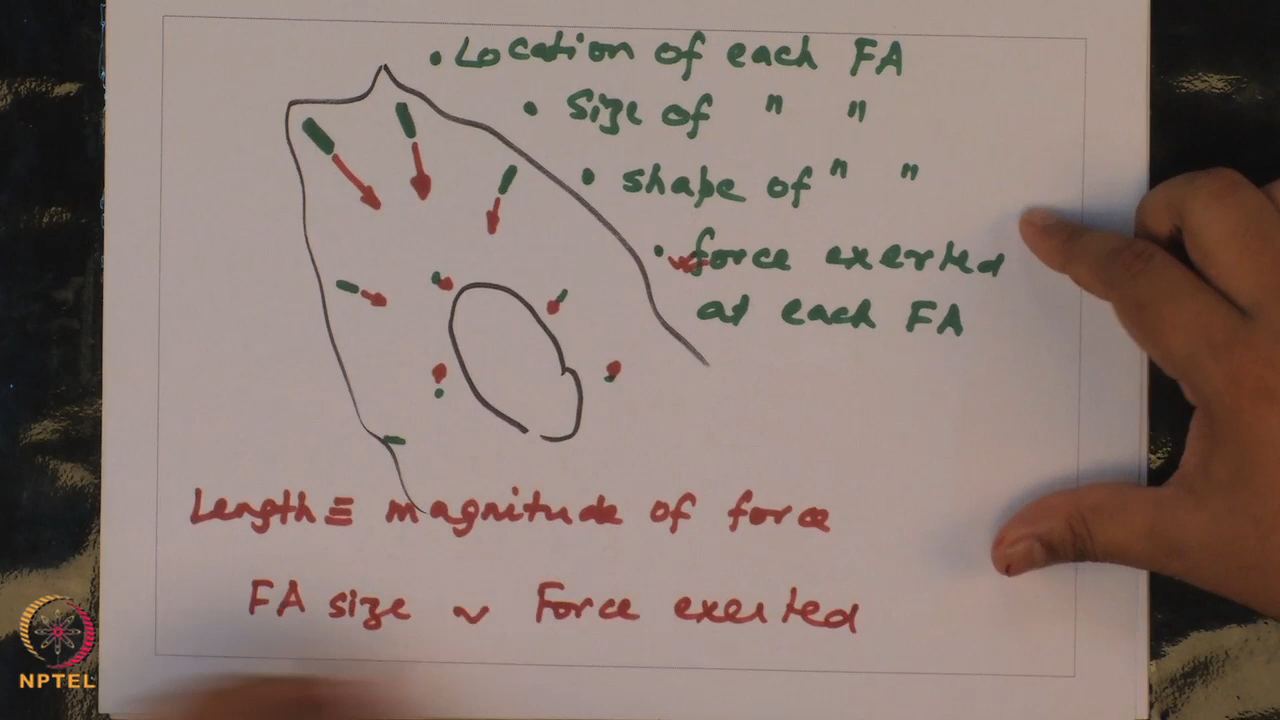 • Location of each FA
• Size of " "
• shape of " "
• force exerted
at each FA
Length ≡ magnitude of force
FA size ~ Force exerted
NPTEL